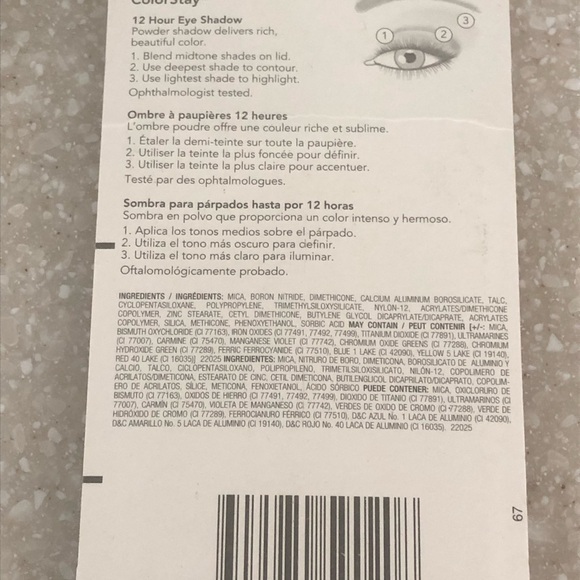 ColorStay
12 Hour Eye Shadow
Powder shadow delivers rich,
beautiful color.
1. Blend midtone shades on lid.
2. Use deepest shade to contour.
3. Use lightest shade to highlight.
Ophthalmologist tested.
1
2
3
Ombre à paupières 12 heures
L'ombre poudre offre une couleur riche et sublime.
1. Étaler la demi-teinte sur toute la paupière.
2. Utiliser la teinte la plus foncée pour définir.
3. Utiliser la teinte la plus claire pour accentuer.
Testé par des ophtalmologues.
Sombra para párpados hasta por 12 horas
Sombra en polvo que proporciona un color intenso y hermoso.
1. Aplica los tonos medios sobre el párpado.
2. Utiliza el tono más oscuro para definir.
3. Utiliza el tono más claro para iluminar.
Oftalmológicamente probado.
INGREDIENTS / INGRÉDIENTS: MICA, BORON NITRIDE, DIMETHICONE, CALCIUM ALUMINUM BOROSILICATE, TALC,
CYCLOPENTASILOXANE, POLYPROPYLENE, TRIMETHYLSILOXYSILICATE, NYLON-12, ACRYLATES/DIMETHICONE
COPOLYMER, ZINC STEARATE, CETYL DIMETHICONE, BUTYLENE GLYCOL DICAPRYLATE/DICAPRATE, ACRYLATES
COPOLYMER, SILICA, METHICONE, PHENOXYETHANOL, SORBIC ACID MAY CONTAIN / PEUT CONTENIR [+/-: MICA,
BISMUTH OXYCHLORIDE (CI 77163), IRON OXIDES (CI 77491, 77492, 77499), TITANIUM DIOXIDE (CI 77891), ULTRAMARINES
(CI 77007), CARMINE (CI 75470), MANGANESE VIOLET (CI 77742), CHROMIUM OXIDE GREENS (CI 77288), CHROMIUM
HYDROXIDE GREEN (CI 77289), FERRIC FERROCYANIDE (CI 77510), BLUE 1 LAKE (CI 42090), YELLOW 5 LAKE (CI 19140),
RED 40 LAKE (CI 16035)] 22025 INGREDIENTES: MICA, NITRURO DE BORO, DIMETICONA, BOROSILICATO DE ALUMINIO Y
CALCIO, TALCO, CICLOPENTASILOXANO, POLIPROPILENO, TRIMETILSILOXISILICATO, NILÓN-12, COPOLIMERO DE
ACRILATOS/DIMETICONA, ESTEARATO DE CINC, CETIL DIMETICONA, BUTILENGLICOL DICAPRILATO/DICAPRATO, COPOLIM-
ERO DE ACRILATOS, SILICE, METICONA, FENOXIETANOL, ÁCIDO SÓRBICO PUEDE CONTENER: MICA, OXICLORURO DE
BISMUTO (CI 77163), OXIDOS DE HIERRO (CI 77491, 77492, 77499), DIOXIDO DE TITANIO (CI 77891), ULTRAMARINOS (CI
77007), CARMÍN (CI 75470), VIOLETA DE MANGANESO (CI 77742), VERDES DE OXIDO DE CROMO (CI 77288), VERDE DE
HIDRÓXIDO DE CROMO (CI 77289), FERROCIANURO FÉRRICO (CI 77510), D&C AZUL No. 1 LACA DE ALUMINIO (CI 42090),
D&C AMARILLO No. 5 LACA DE ALUMINIO (CI 19140), D&C ROJO No. 40 LACA DE ALUMINIO (CI 16035). 22025
67